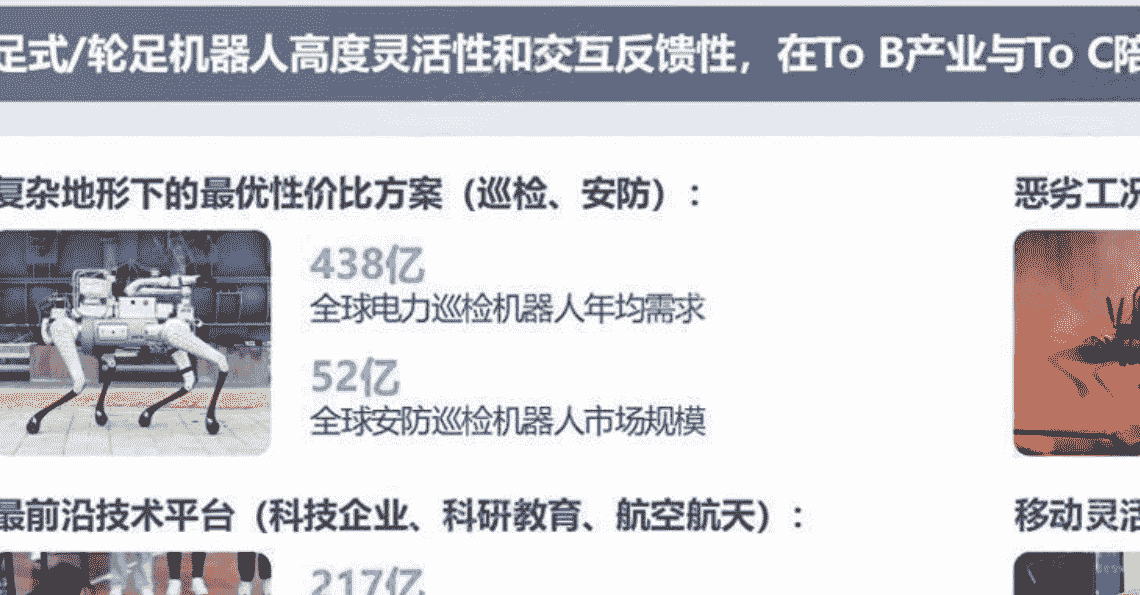 足式/轮足机器人高度灵活性和交互反馈性，在To B产业与To C陪
复杂地形下的最优性价比方案（巡检、安防）：
恶劣工况
438亿
全球电力巡检机器人年均需求
52亿
全球安防巡检机器人市场规模
最前沿技术平台（科技企业、科研教育、航空航天）：
移动灵活
217亿